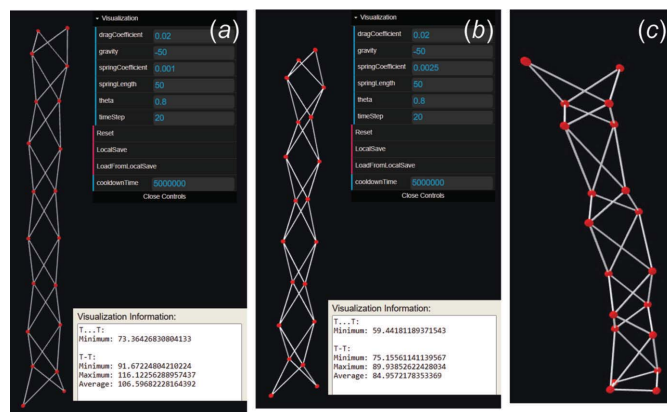 Visualization
(a)
dragCoefficient 0.02
gravity -50
springCoefficient 0.001
springLength 50
theta 0.8
timeStep 20
Reset
LocalSave
LoadFromLocalSave
cooldownTime 5000000
Close Controls
Visualization Information:
T...T:
Minimum: 73.36426830804133
T-T:
Minimum: 91.67224804210224
Maximum: 116.12256288957437
Average: 106.59682228164392
Visualization
(b)
dragCoefficient 0.02
gravity -50
springCoefficient 0.0025
springLength 50
theta 0.8
timeStep 20
Reset
LocalSave
LoadFromLocalSave
cooldownTime 5000000
Close Controls
Visualization Information:
T...T:
Minimum: 59.44181189371543
T-T:
Minimum: 75.15561141139567
Maximum: 89.93852622428034
Average: 84.9572178353369
(c)